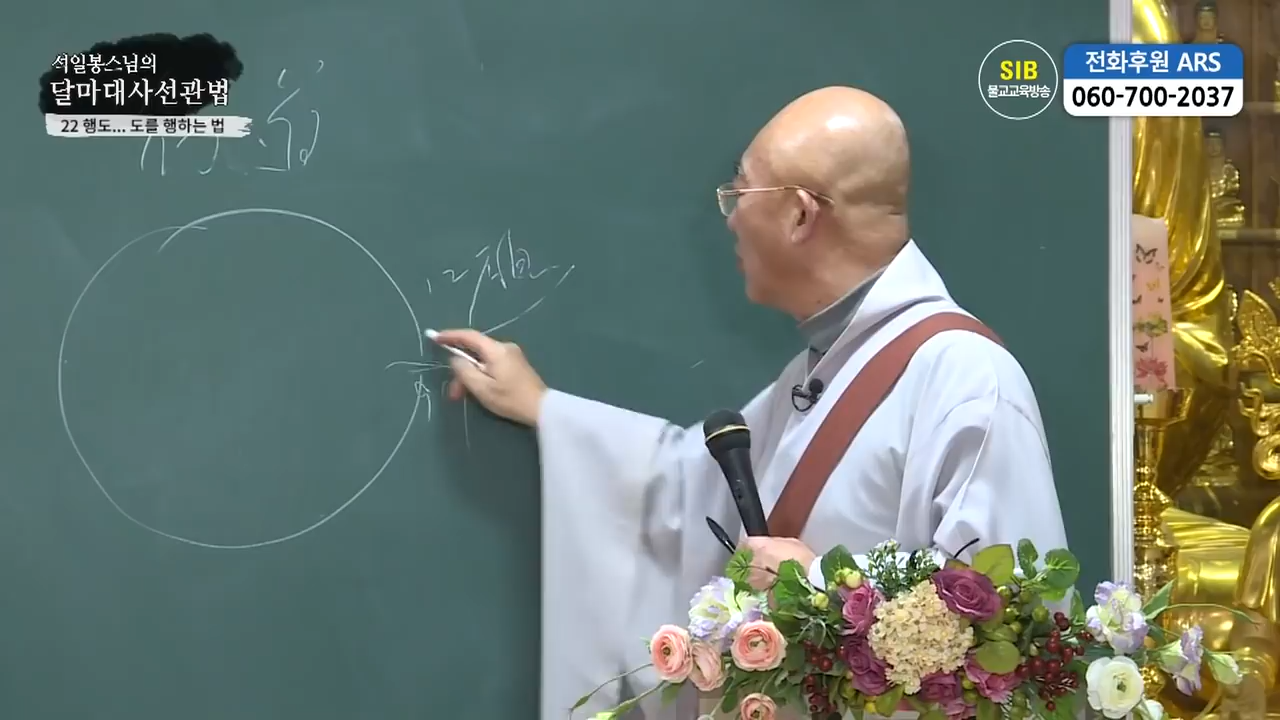 석일봉스님의
달마대사선관법
22 행도... 도를 행하는 법
SIB
불교교육방송
전화후원 ARS
060-700-2037